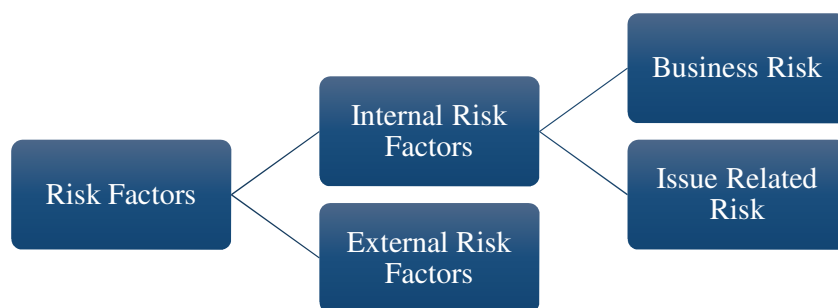 Risk Factors
Internal Risk
Factors
External Risk
Factors
Business Risk
Issue Related
Risk